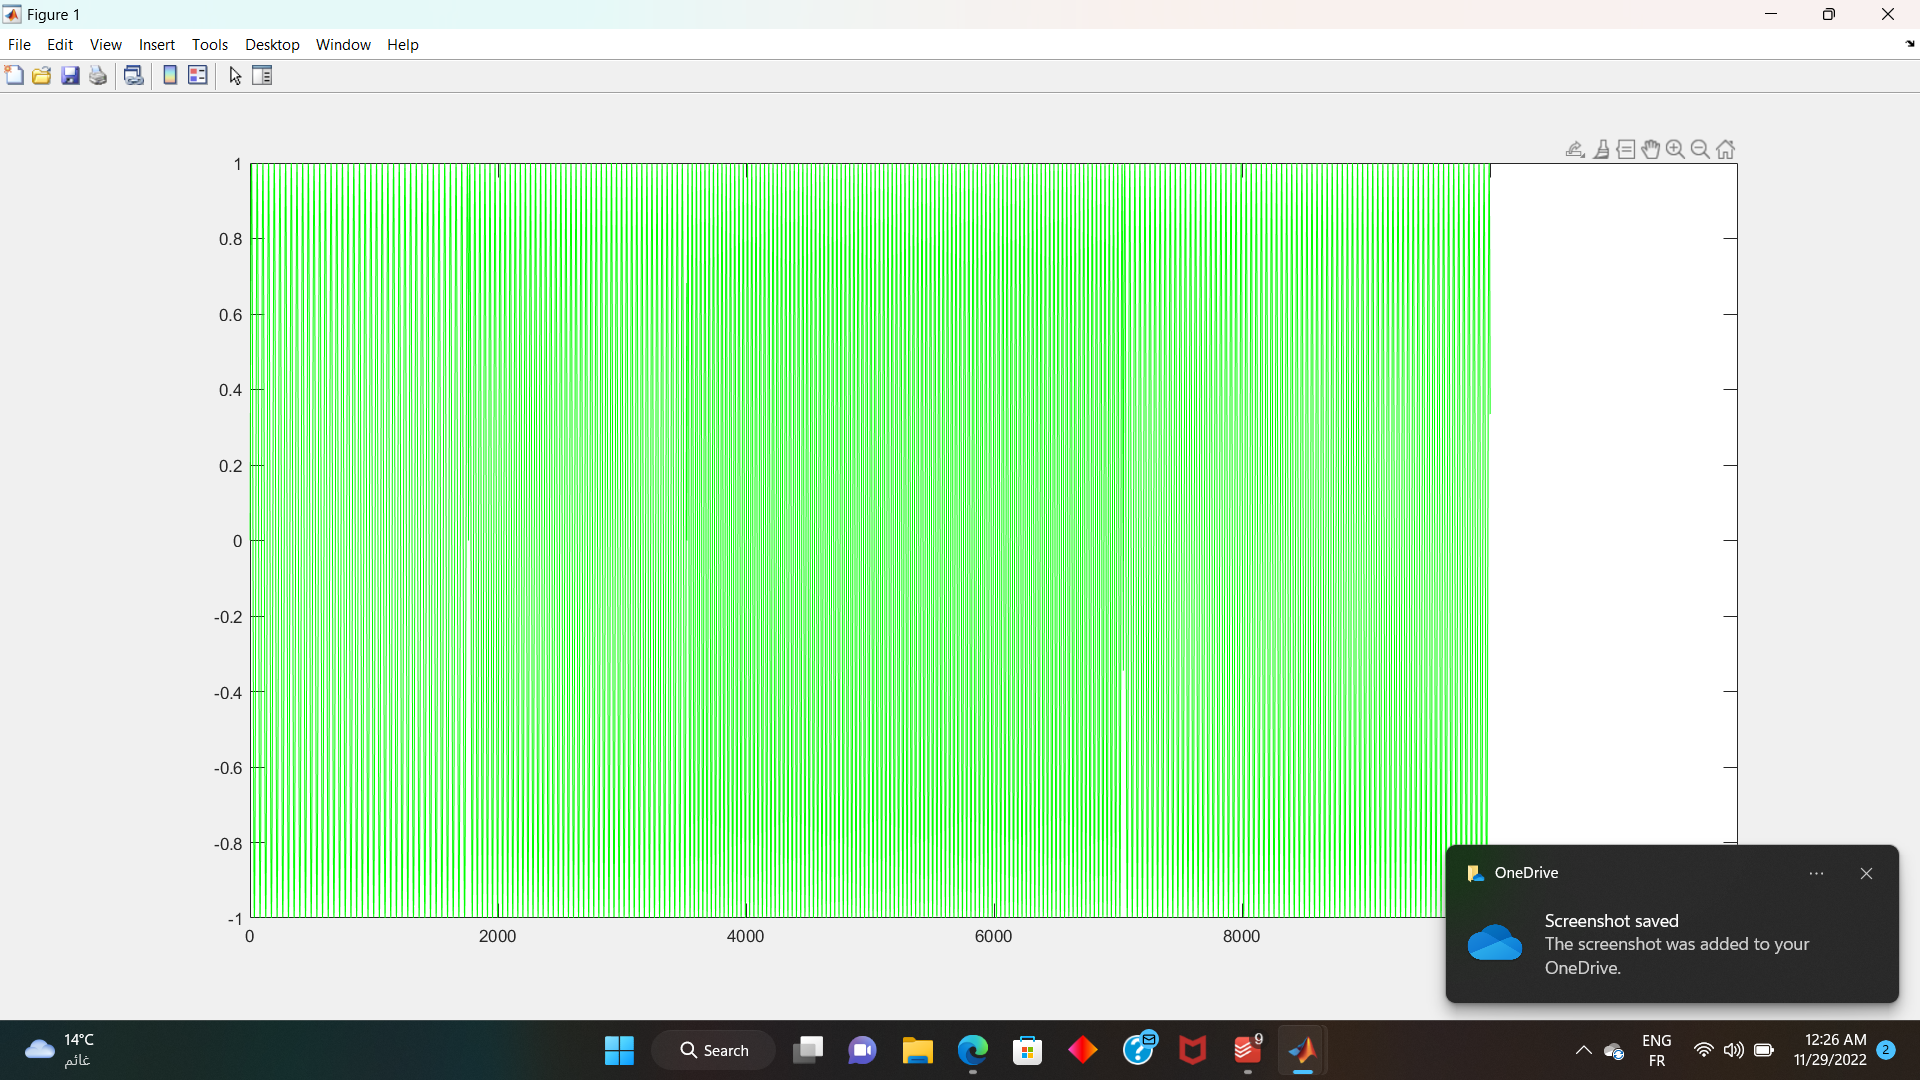 Figure 1
File Edit View Insert Tools Desktop Window Help
1
0.8
0.6
0.4
0.2
0
-0.2
-0.4
-0.6
-0.8
-1
0 2000 4000 6000 8000
OneDrive
Screenshot saved
The screenshot was added to your
OneDrive.
14°C
غائم
Search
9
ENG
FR
12:26 AM
11/29/2022
2